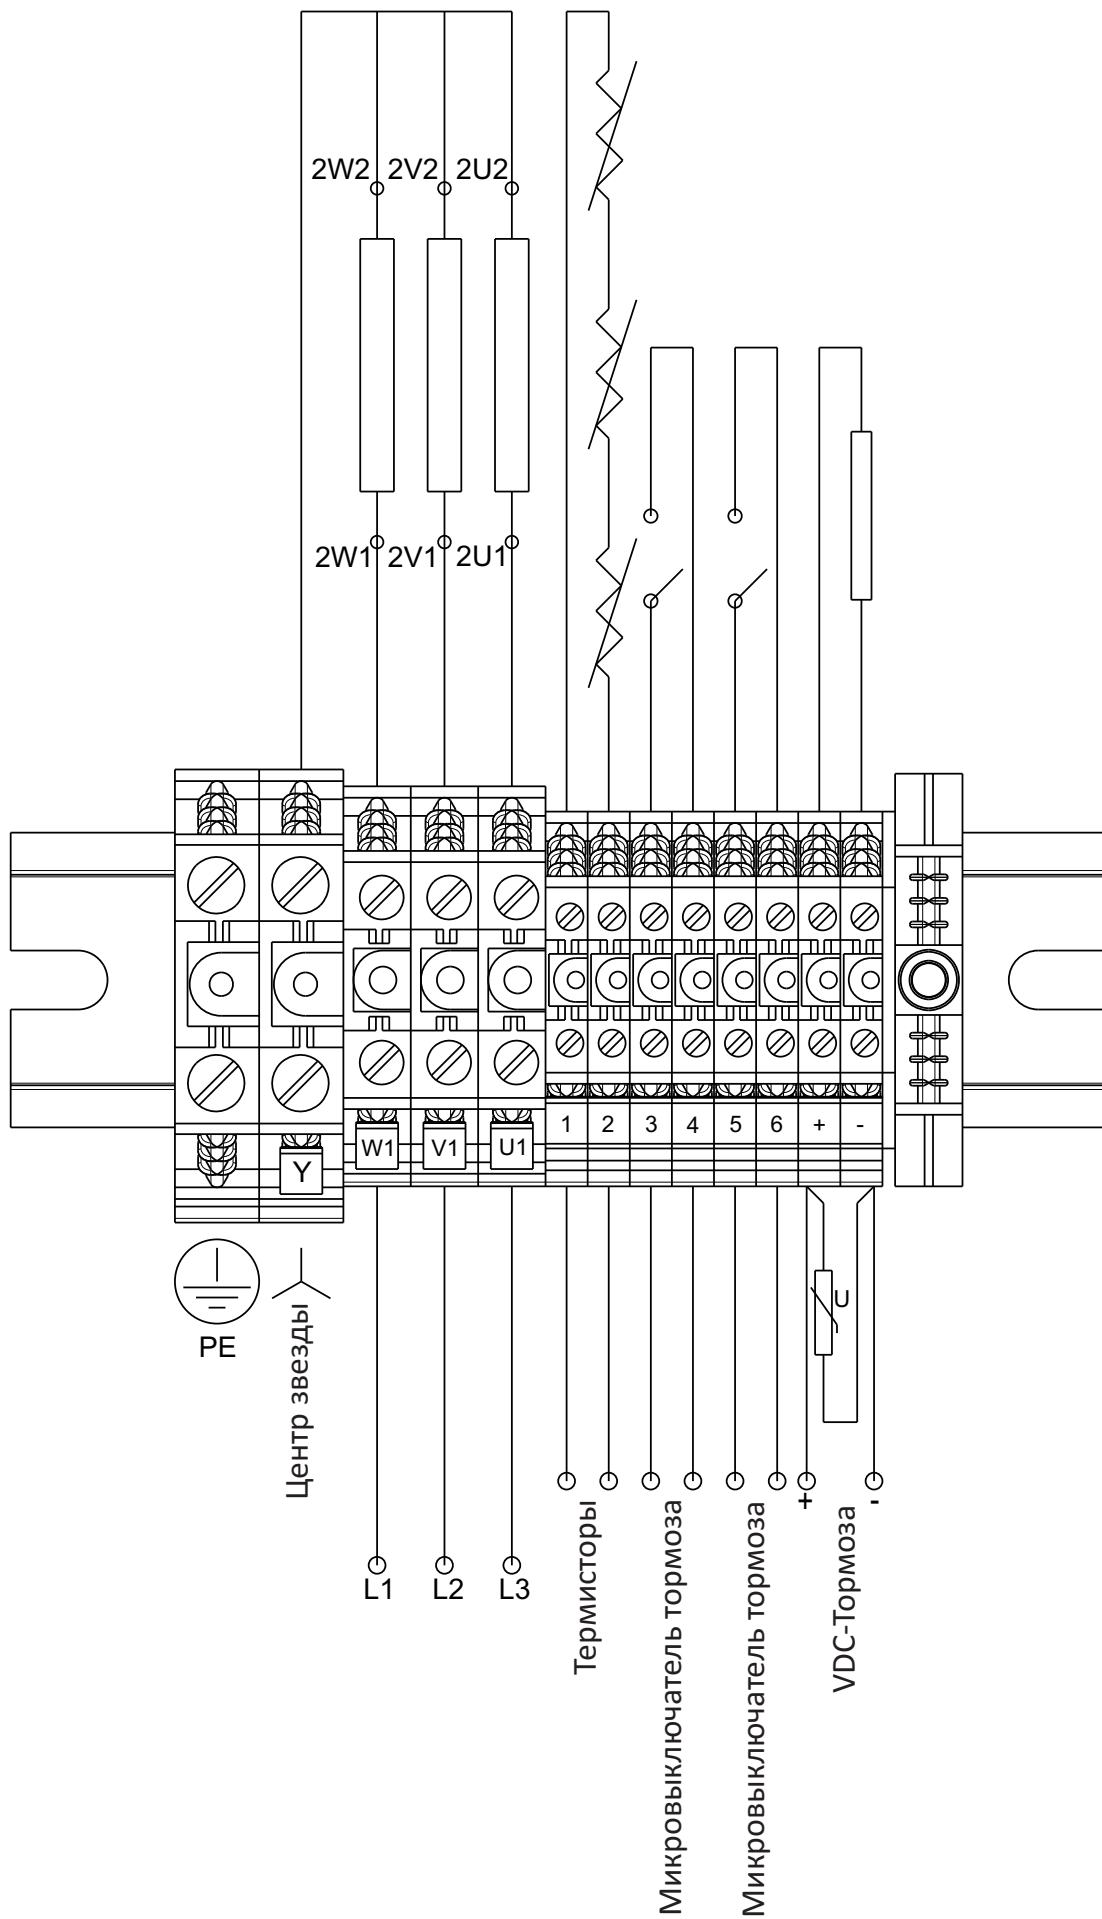 2W2 2V2 2U2
2W1 2V1 2U1
W1 V1 U1 1 2 3 4 5 6 + -
Y
PE
U
Центр звезды
L1 L2 L3
+ -
Термисторы
Микровыключатель тормоза
Микровыключатель тормоза
VDC-Тормоза